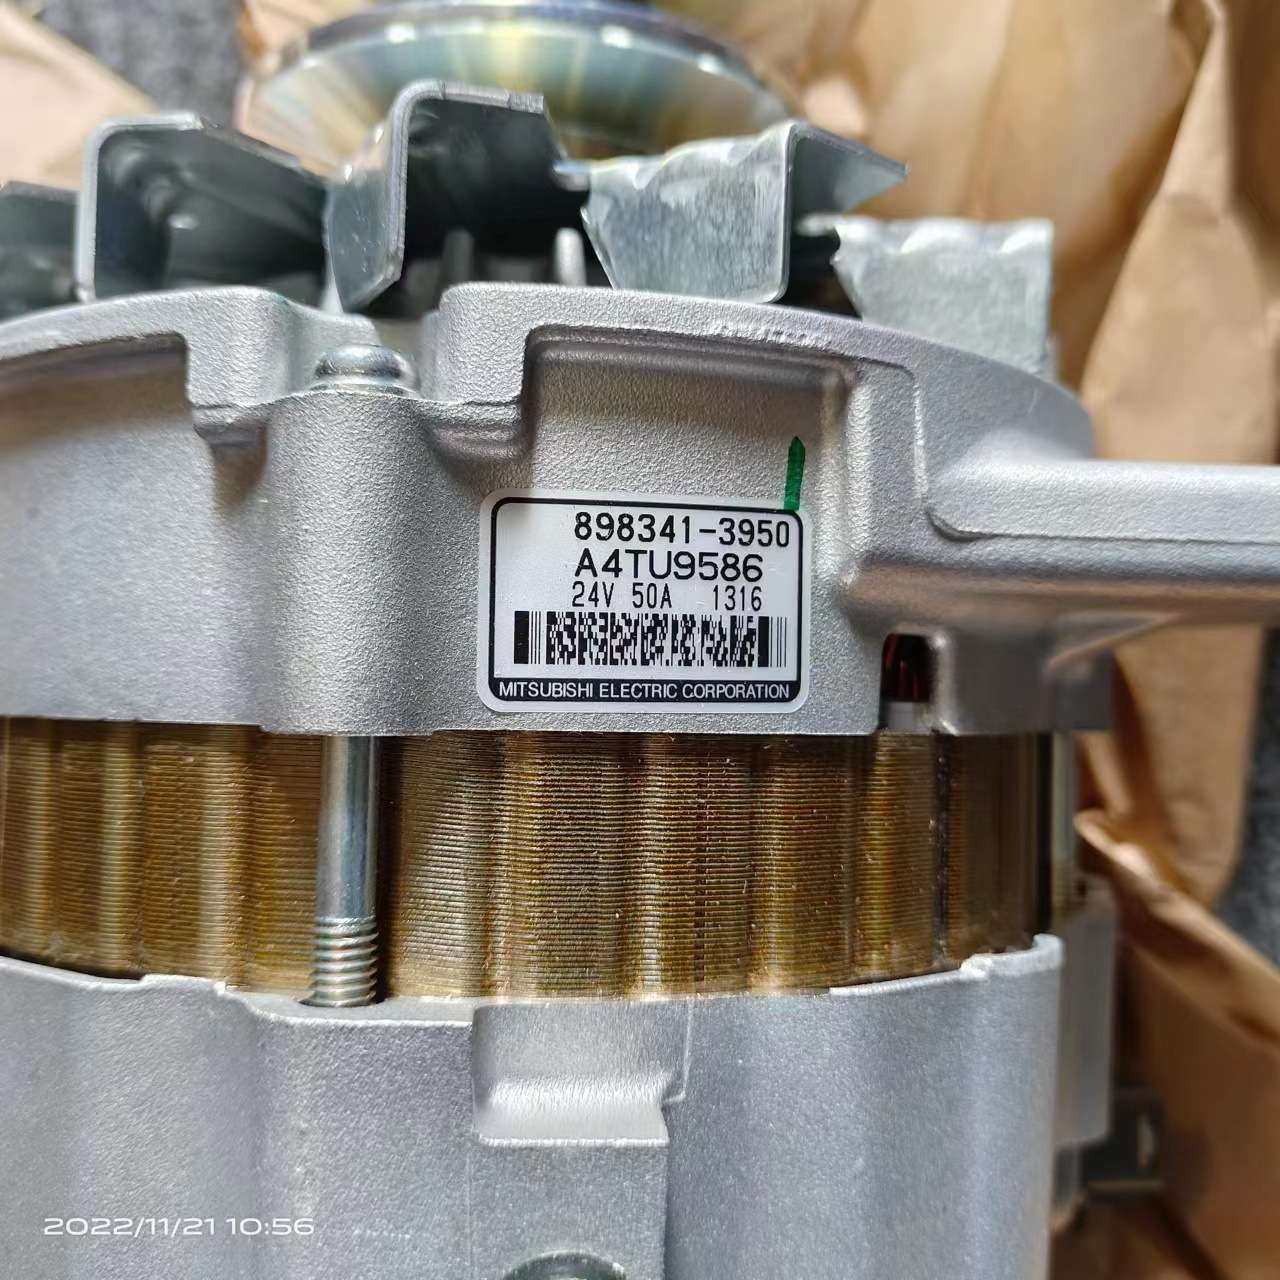 898341-3950
A4TU9586
24V 50A 1316
MITSUBISHI ELECTRIC CORPORATION
2022/11/21 10:56